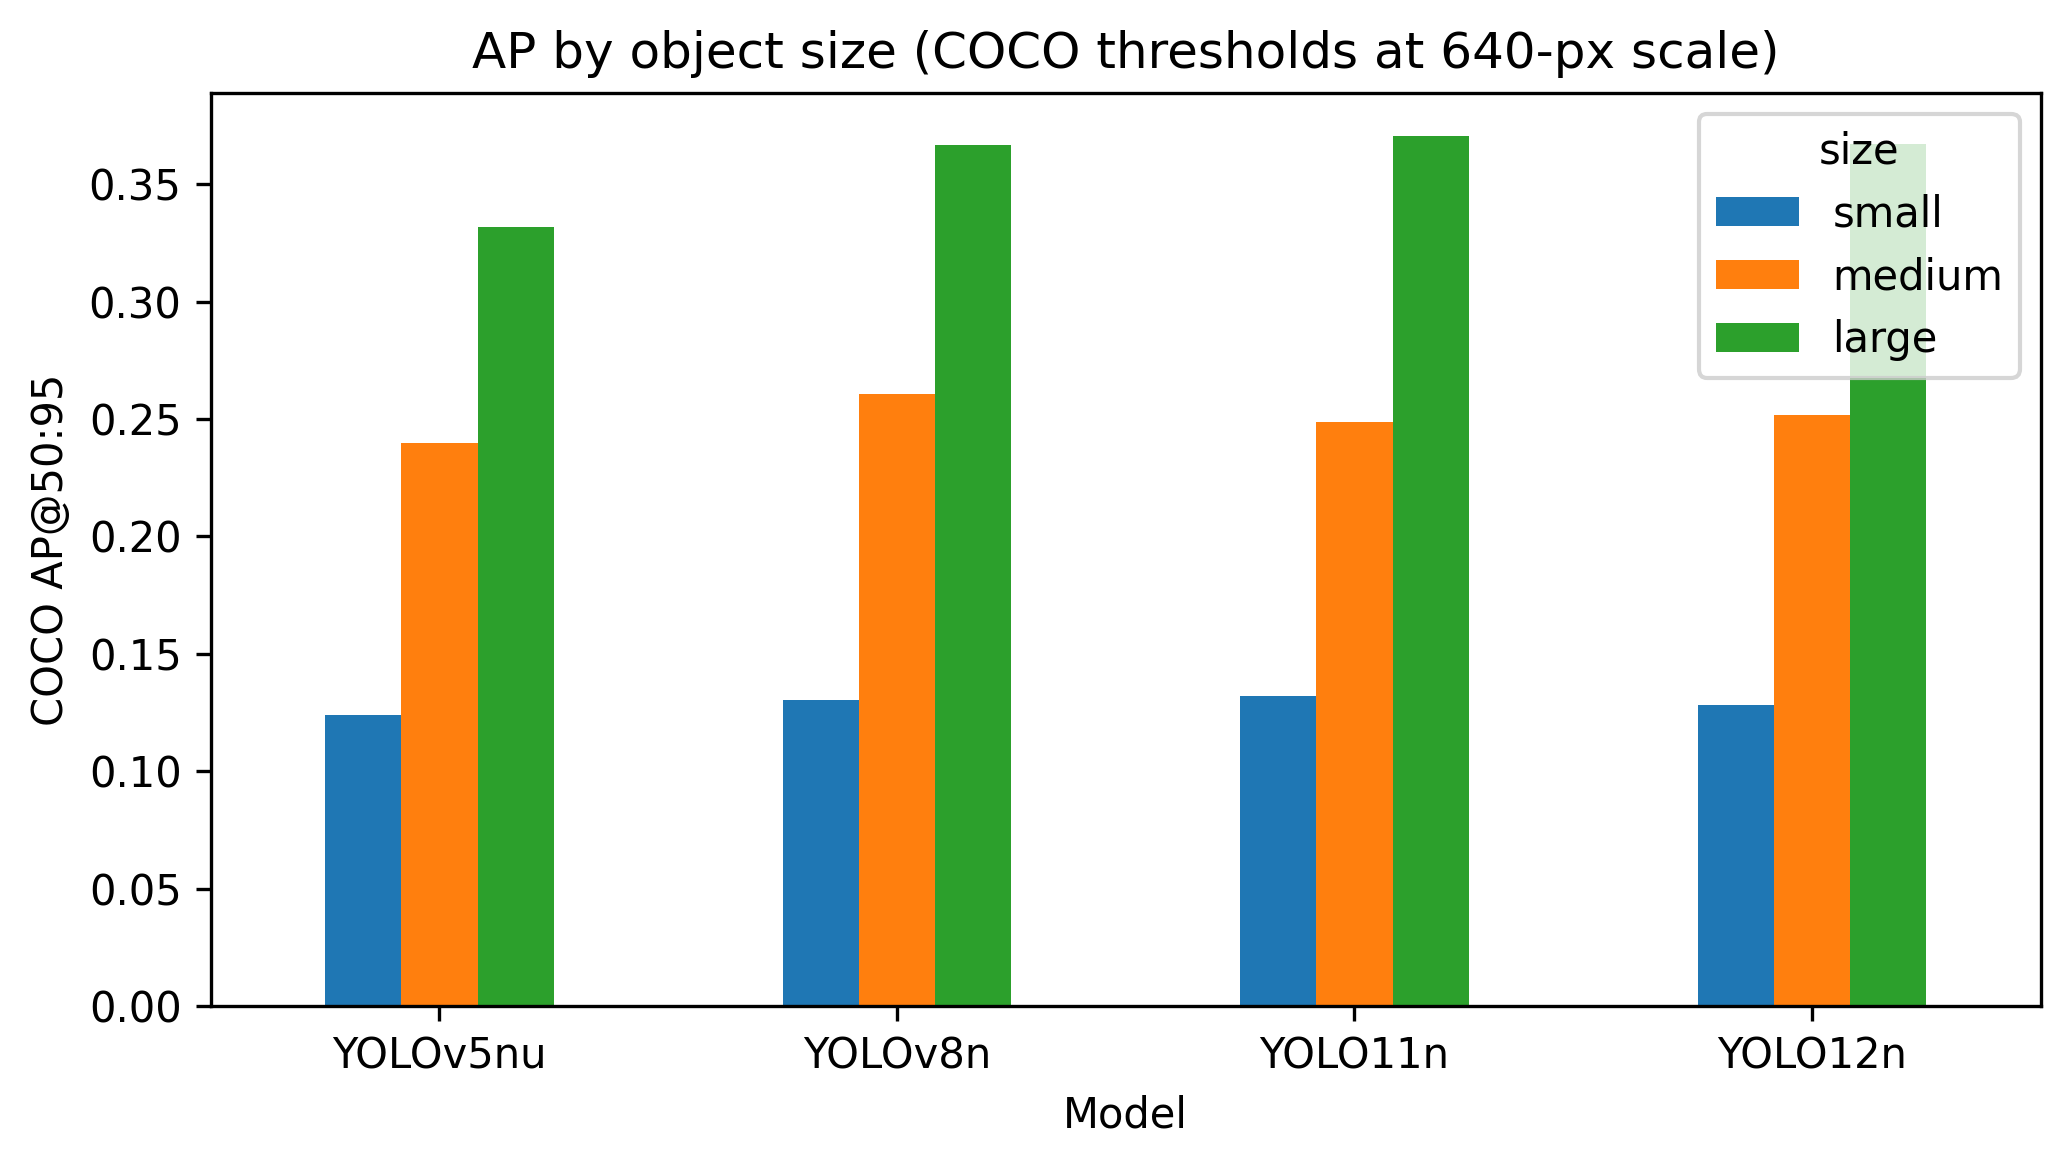 AP by object size (COCO thresholds at 640-px scale)
size
small
medium
large
COCO AP@50:95
0.35
0.30
0.25
0.20
0.15
0.10
0.05
0.00
YOLOv5nu
YOLOv8n
YOLO11n
YOLO12n
Model